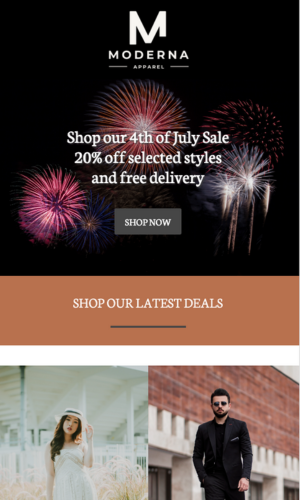 M
MODERNA
APPAREL
Shop our 4th of July Sale
20% off selected styles
and free delivery
SHOP NOW
SHOP OUR LATEST DEALS